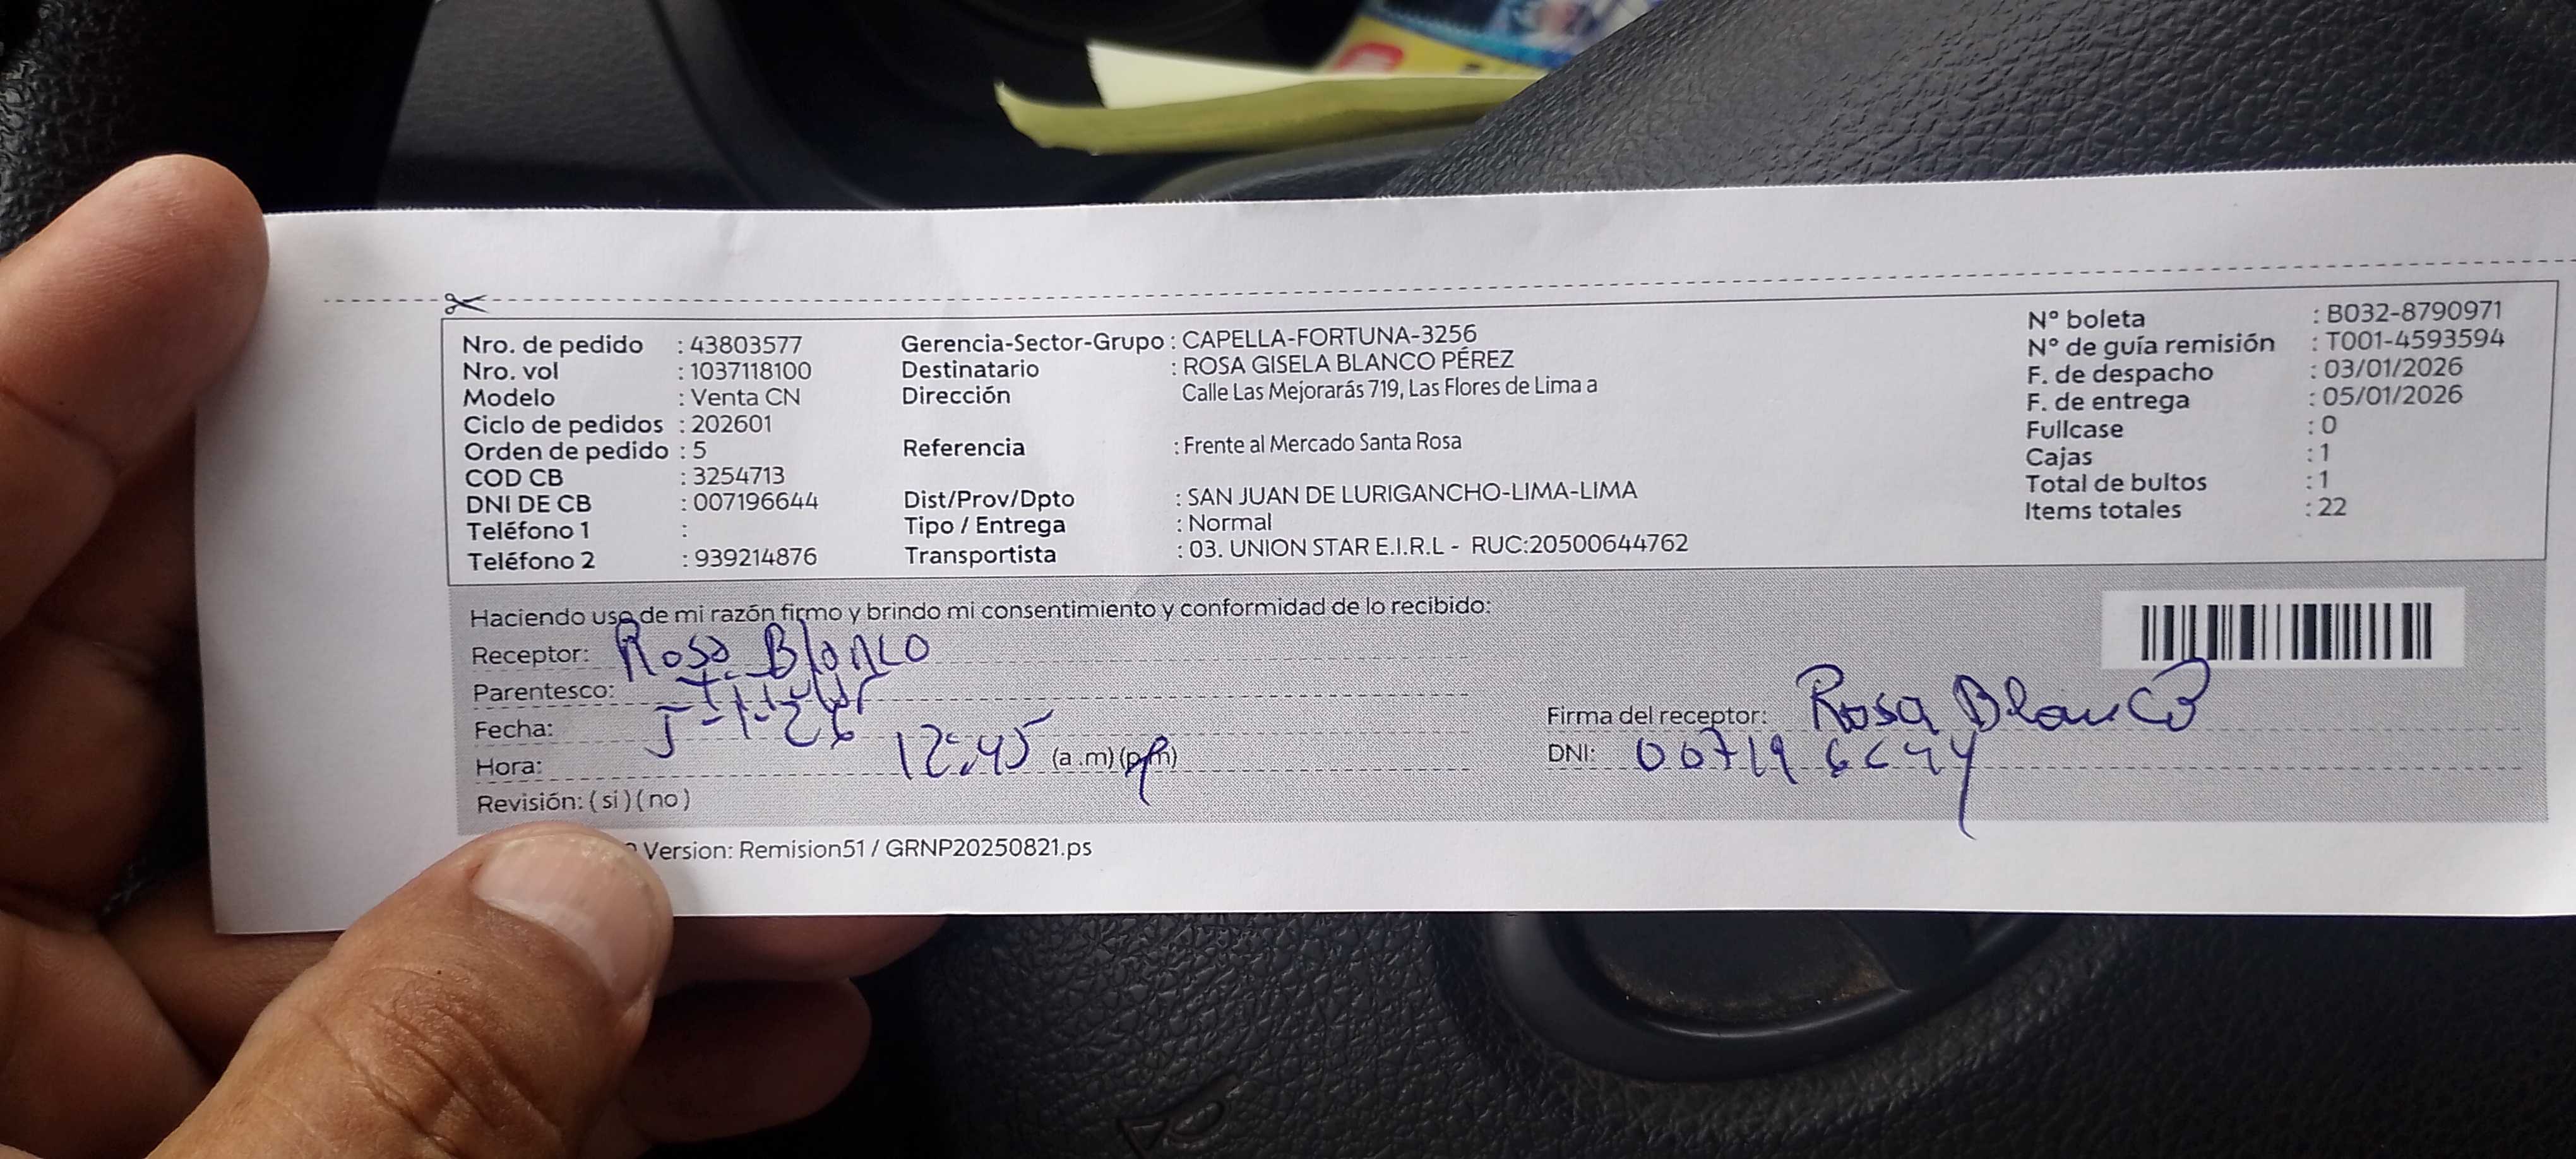 Nro. de pedido : 43803577
Nro. vol : 1037118100
Modelo : Venta CN
Ciclo de pedidos : 202601
Orden de pedido : 5
COD CB : 3254713
DNI DE CB : 007196644
Teléfono 1 :
Teléfono 2 : 939214876
Gerencia-Sector-Grupo : CAPELLA-FORTUNA-3256
Destinatario : ROSA GISELA BLANCO PÉREZ
Dirección Calle Las Mejorarás 719, Las Flores de Lima a
Referencia : Frente al Mercado Santa Rosa
Dist/Prov/Dpto : SAN JUAN DE LURIGANCHO-LIMA-LIMA
Tipo / Entrega : Normal
Transportista : 03. UNION STAR E.I.R.L - RUC:20500644762
N° boleta : B032-8790971
N° de guía remisión : T001-4593594
F. de despacho : 03/01/2026
F. de entrega : 05/01/2026
Fullcase : 0
Cajas : 1
Total de bultos : 1
Items totales : 22
Haciendo uso de mi razón firmo y brindo mi consentimiento y conformidad de lo recibido:
Receptor: Rosa Blanco
Parentesco: titular
Fecha: 5-1-26
Hora: 12:45 (a.m)(pm)
Revisión: (si)(no)
Firma del receptor: Rosa Blanco
DNI: 007196644
Version: Remision51 / GRNP20250821.ps